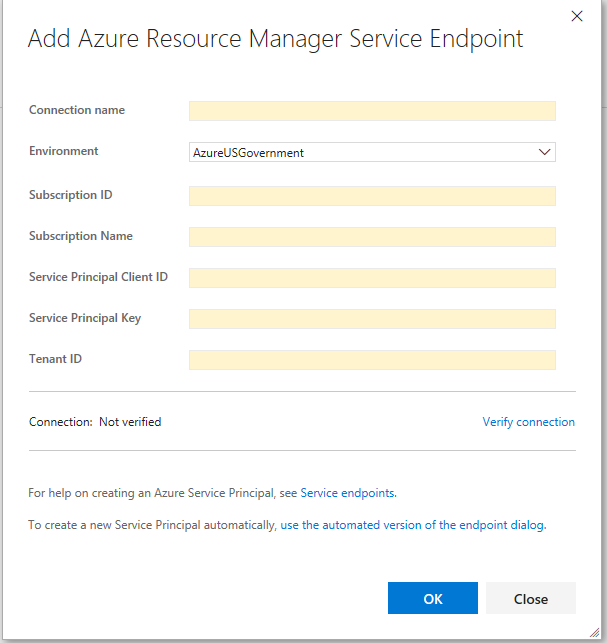 Add Azure Resource Manager Service Endpoint
Connection name
Environment
AzureUSGovernment
Subscription ID
Subscription Name
Service Principal Client ID
Service Principal Key
Tenant ID
Connection: Not verified
Verify connection
For help on creating an Azure Service Principal, see Service endpoints.
To create a new Service Principal automatically, use the automated version of the endpoint dialog.
OK
Close